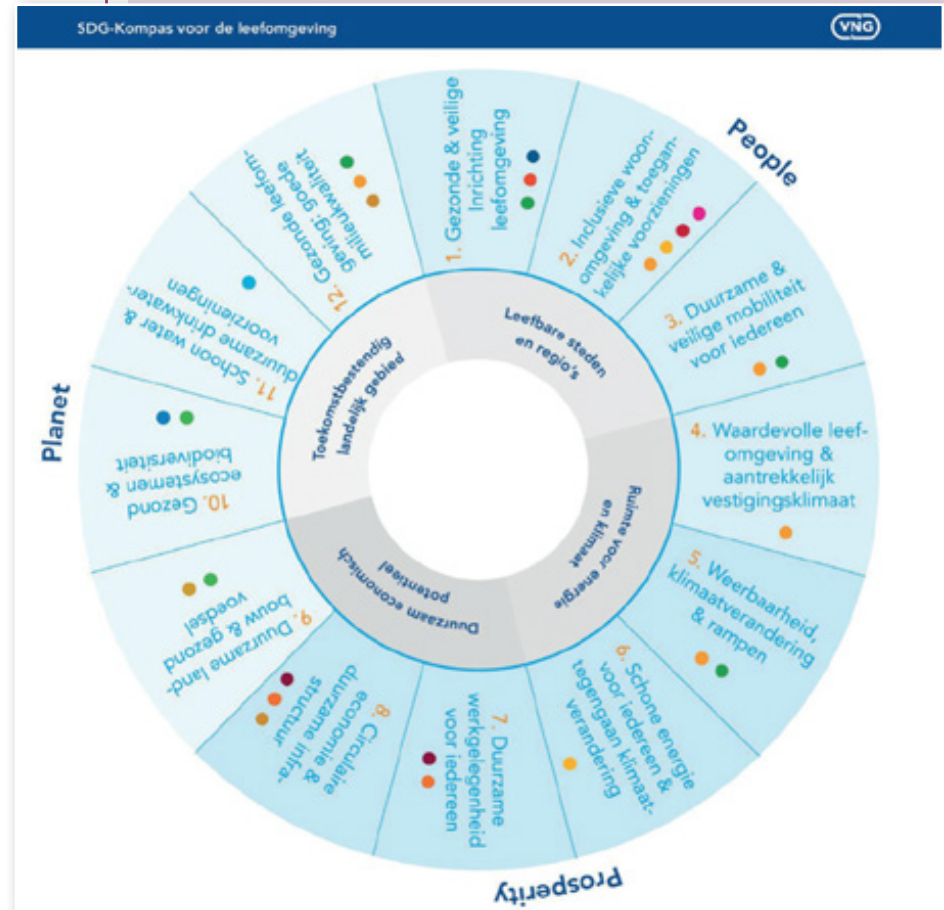 SDG-Kompas voor de leefomgeving
VNG
People
1. Gezonde & veilige
Inrichting
leefomgeving
2. Inclusieve woon-
omgeving & toegan-
kelijke voorzieningen
3. Duurzame &
veilige mobiliteit
voor iedereen
4. Waardevolle leef-
omgeving &
aantrekkelijk
vestigingsklimaat
5. Weerbaarheid,
klimaatverandering
& rampen
6. Schone energie
voor iedereen &
tegengaan klimaat-
verandering
Prosperity
7. Duurzame
werkgelegenheid
voor iedereen
8. Circulaire
economie &
duurzame infra-
structuur
9. Duurzame land-
bouw & gezond
voedsel
Planet
10. Gezond
ecosystemen &
biodiversiteit
11. Schoon water &
duurzame drinkwater-
voorzieningen
12. Gezonde leefom-
geving: goede
milieukwaliteit
Leefbare steden
en regio's
Ruimte voor energie
en klimaat
Duurzaam economisch
potentieel
Toekomstbestendig
landelijk gebied